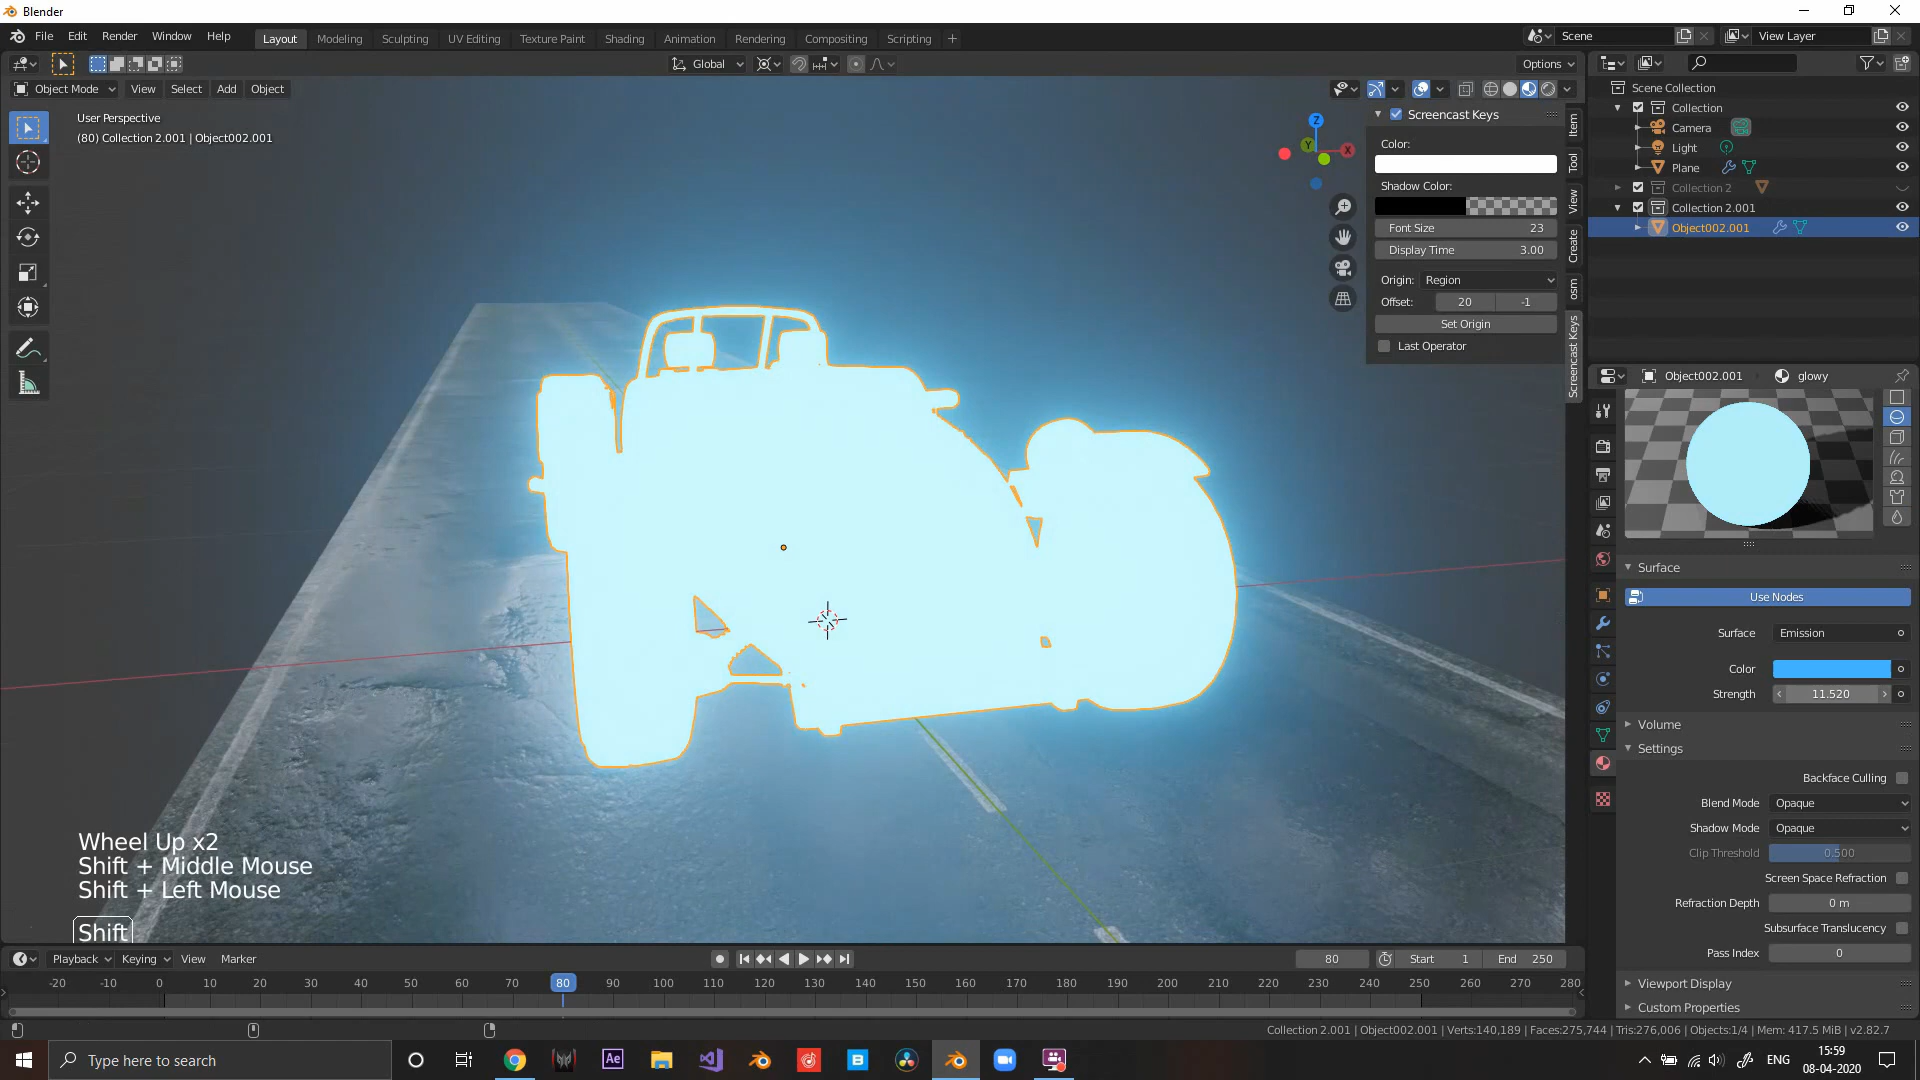 Blender
File Edit Render Window Help
Layout Modeling Sculpting UV Editing Texture Paint Shading Animation Rendering Compositing Scripting +
Scene
View Layer
Global
Options
Object Mode View Select Add Object
User Perspective
(80) Collection 2.001 | Object002.001
Z
Y
X
Screencast Keys
Color:
Shadow Color:
Font Size 23
Display Time 3.00
Origin: Region
Offset: 20 -1
Set Origin
Last Operator
Item
Tool
View
Create
osm
Screencast Keys
Scene Collection
Collection
Camera
Light
Plane
Collection 2
Collection 2.001
Object002.001
Object002.001 glowy
Surface
Use Nodes
Surface Emission
Color
Strength 11.520
Volume
Settings
Backface Culling
Blend Mode Opaque
Shadow Mode Opaque
Clip Threshold 0.500
Screen Space Refraction
Refraction Depth 0 m
Subsurface Translucency
Pass Index 0
Viewport Display
Custom Properties
Wheel Up x2
Shift + Middle Mouse
Shift + Left Mouse
Shift
Playback Keying View Marker
80 Start 1 End 250
-20 -10 0 10 20 30 40 50 60 70 80 90 100 110 120 130 140 150 160 170 180 190 200 210 220 230 240 250 260 270 280
Collection 2.001 | Object002.001 | Verts:140,189 | Faces:275,744 | Tris:276,006 | Objects:1/4 | Mem: 417.5 MiB | v2.82.7
Type here to search
Ae
B
ENG
15:59
08-04-2020